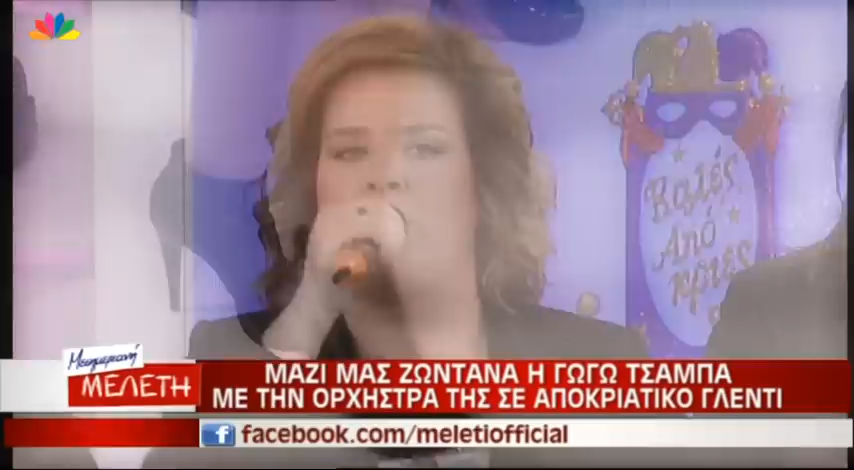 Καλές
Από
κριες
Μεσημεριανή
ΜΕΛΕΤΗ
ΜΑΖΙ ΜΑΣ ΖΩΝΤΑΝΑ Η ΓΩΓΩ ΤΣΑΜΠΑ
ΜΕ ΤΗΝ ΟΡΧΗΣΤΡΑ ΤΗΣ ΣΕ ΑΠΟΚΡΙΑΤΙΚΟ ΓΛΕΝΤΙ
f facebook.com/meletiofficial